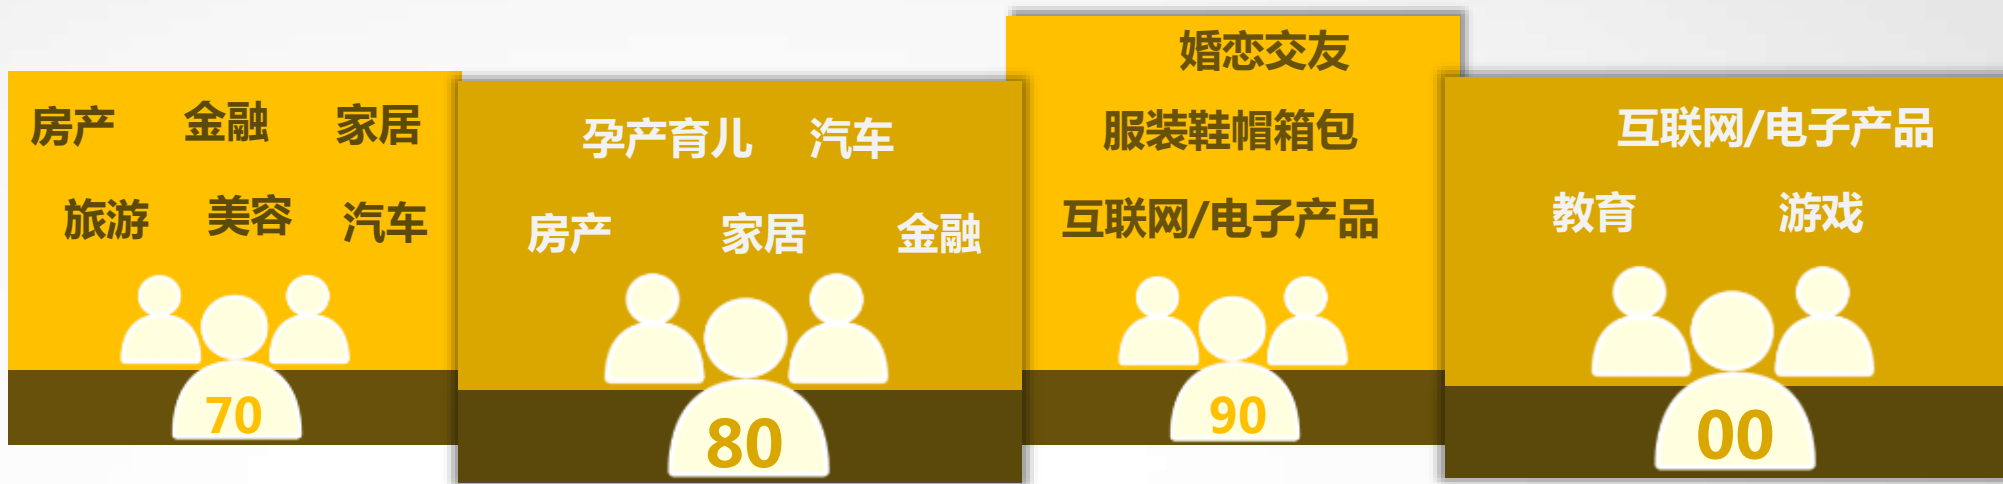 房产 金融 家居
旅游 美容 汽车
70
孕产育儿 汽车
房产 家居 金融
80
婚恋交友
服装鞋帽箱包
互联网/电子产品
90
互联网/电子产品
教育 游戏
00